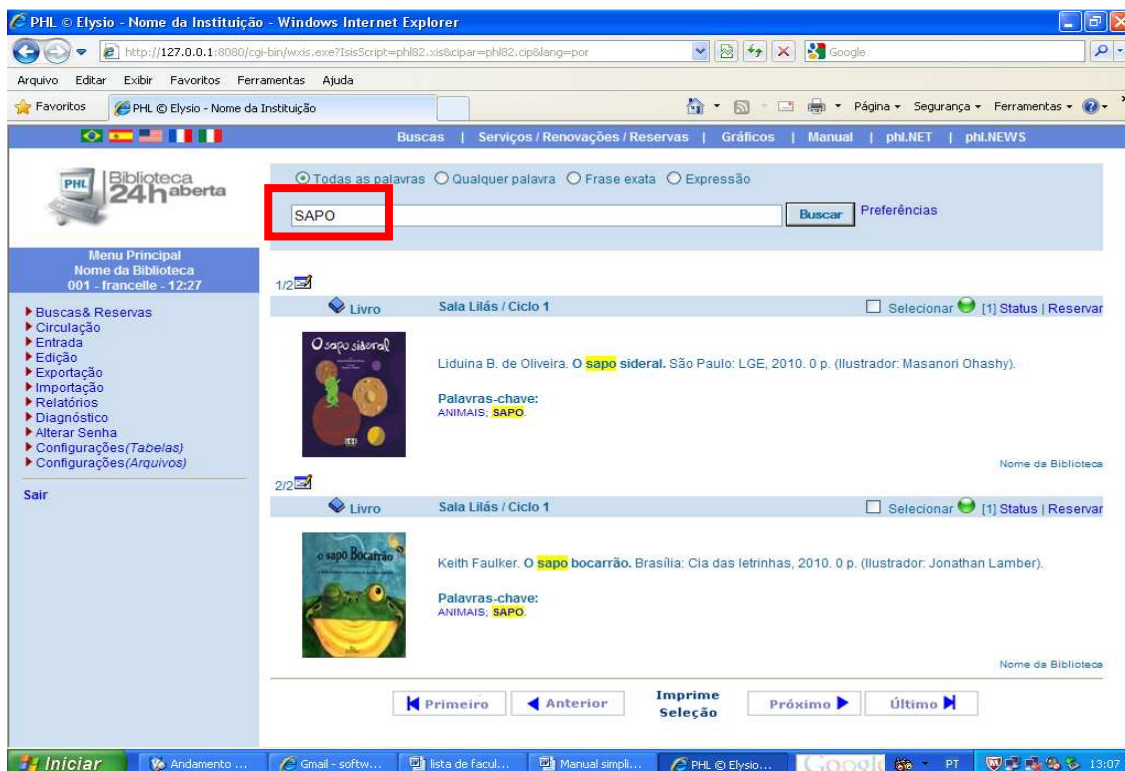 PHL © Elysio - Nome da Instituição - Windows Internet Explorer
http://127.0.0.1:8080/cgi-bin/wxis.exe?IsisScript=phl82.xis&cipar=phl82.cip&lang=por
Google
Arquivo Editar Exibir Favoritos Ferramentas Ajuda
Favoritos PHL © Elysio - Nome da Instituição Página Segurança Ferramentas
Buscas | Serviços / Renovações / Reservas | Gráficos | Manual | phl.NET | phl.NEWS
PHL Biblioteca 24h aberta
Todas as palavras Qualquer palavra Frase exata Expressão
SAPO Buscar Preferências
Menu Principal
Nome da Biblioteca
001 - francelle - 12:27
Buscas& Reservas
Circulação
Entrada
Edição
Exportação
Importação
Relatórios
Diagnóstico
Alterar Senha
Configurações(Tabelas)
Configurações(Arquivos)
Sair
1/2
Livro Sala Lilás / Ciclo 1 Selecionar [1] Status | Reservar
O sapo sideral
Liduina B. de Oliveira. O sapo sideral. São Paulo: LGE, 2010. 0 p. (Ilustrador: Masanori Ohashy).
Palavras-chave:
ANIMAIS; SAPO.
Nome da Biblioteca
2/2
Livro Sala Lilás / Ciclo 1 Selecionar [1] Status | Reservar
o sapo Bocarrão
Keith Faulker. O sapo bocarrão. Brasília: Cia das letrinhas, 2010. 0 p. (Ilustrador: Jonathan Lamber).
Palavras-chave:
ANIMAIS; SAPO.
Nome da Biblioteca
Primeiro Anterior Imprime Seleção Próximo Último
Iniciar Andamento ... Gmail - softw... lista de facul... Manual simpli... PHL © Elysio... Google PT 13:07